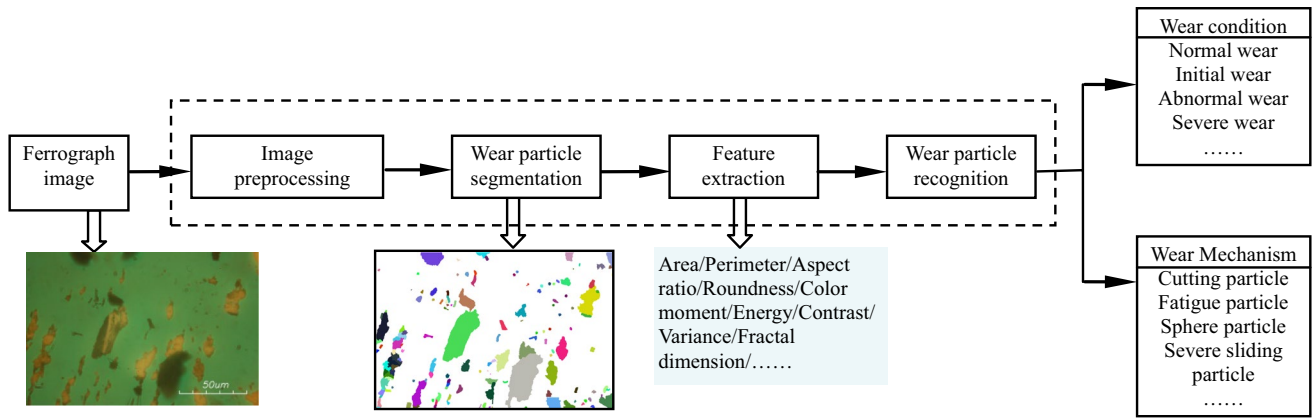 Ferrograph
image
Image
preprocessing
Wear particle
segmentation
Feature
extraction
Wear particle
recognition
Wear condition
Normal wear
Initial wear
Abnormal wear
Severe wear
……
50um
Area/Perimeter/Aspect
ratio/Roundness/Color
moment/Energy/Contrast/
Variance/Fractal
dimension/……
Wear Mechanism
Cutting particle
Fatigue particle
Sphere particle
Severe sliding
particle
……